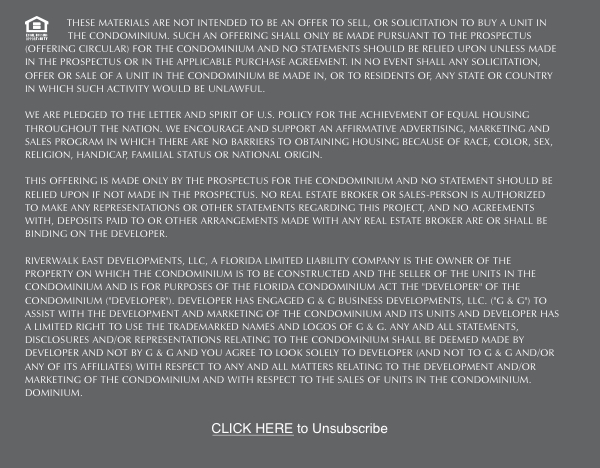 THESE MATERIALS ARE NOT INTENDED TO BE AN OFFER TO SELL, OR SOLICITATION TO BUY A UNIT IN
THE CONDOMINIUM. SUCH AN OFFERING SHALL ONLY BE MADE PURSUANT TO THE PROSPECTUS
(OFFERING CIRCULAR) FOR THE CONDOMINIUM AND NO STATEMENTS SHOULD BE RELIED UPON UNLESS MADE
IN THE PROSPECTUS OR IN THE APPLICABLE PURCHASE AGREEMENT. IN NO EVENT SHALL ANY SOLICITATION,
OFFER OR SALE OF A UNIT IN THE CONDOMINIUM BE MADE IN, OR TO RESIDENTS OF, ANY STATE OR COUNTRY
IN WHICH SUCH ACTIVITY WOULD BE UNLAWFUL.
WE ARE PLEDGED TO THE LETTER AND SPIRIT OF U.S. POLICY FOR THE ACHIEVEMENT OF EQUAL HOUSING
THROUGHOUT THE NATION. WE ENCOURAGE AND SUPPORT AN AFFIRMATIVE ADVERTISING, MARKETING AND
SALES PROGRAM IN WHICH THERE ARE NO BARRIERS TO OBTAINING HOUSING BECAUSE OF RACE, COLOR, SEX,
RELIGION, HANDICAP, FAMILIAL STATUS OR NATIONAL ORIGIN.
THIS OFFERING IS MADE ONLY BY THE PROSPECTUS FOR THE CONDOMINIUM AND NO STATEMENT SHOULD BE
RELIED UPON IF NOT MADE IN THE PROSPECTUS. NO REAL ESTATE BROKER OR SALES-PERSON IS AUTHORIZED
TO MAKE ANY REPRESENTATIONS OR OTHER STATEMENTS REGARDING THIS PROJECT, AND NO AGREEMENTS
WITH, DEPOSITS PAID TO OR OTHER ARRANGEMENTS MADE WITH ANY REAL ESTATE BROKER ARE OR SHALL BE
BINDING ON THE DEVELOPER.
RIVERWALK EAST DEVELOPMENTS, LLC, A FLORIDA LIMITED LIABILITY COMPANY IS THE OWNER OF THE
PROPERTY ON WHICH THE CONDOMINIUM IS TO BE CONSTRUCTED AND THE SELLER OF THE UNITS IN THE
CONDOMINIUM AND IS FOR PURPOSES OF THE FLORIDA CONDOMINIUM ACT THE "DEVELOPER" OF THE
CONDOMINIUM ("DEVELOPER"). DEVELOPER HAS ENGAGED G & G BUSINESS DEVELOPMENTS, LLC. ("G & G") TO
ASSIST WITH THE DEVELOPMENT AND MARKETING OF THE CONDOMINIUM AND ITS UNITS AND DEVELOPER HAS
A LIMITED RIGHT TO USE THE TRADEMARKED NAMES AND LOGOS OF G & G. ANY AND ALL STATEMENTS,
DISCLOSURES AND/OR REPRESENTATIONS RELATING TO THE CONDOMINIUM SHALL BE DEEMED MADE BY
DEVELOPER AND NOT BY G & G AND YOU AGREE TO LOOK SOLELY TO DEVELOPER (AND NOT TO G & G AND/OR
ANY OF ITS AFFILIATES) WITH RESPECT TO ANY AND ALL MATTERS RELATING TO THE DEVELOPMENT AND/OR
MARKETING OF THE CONDOMINIUM AND WITH RESPECT TO THE SALES OF UNITS IN THE CONDOMINIUM.
DOMINIUM.
CLICK HERE to Unsubscribe